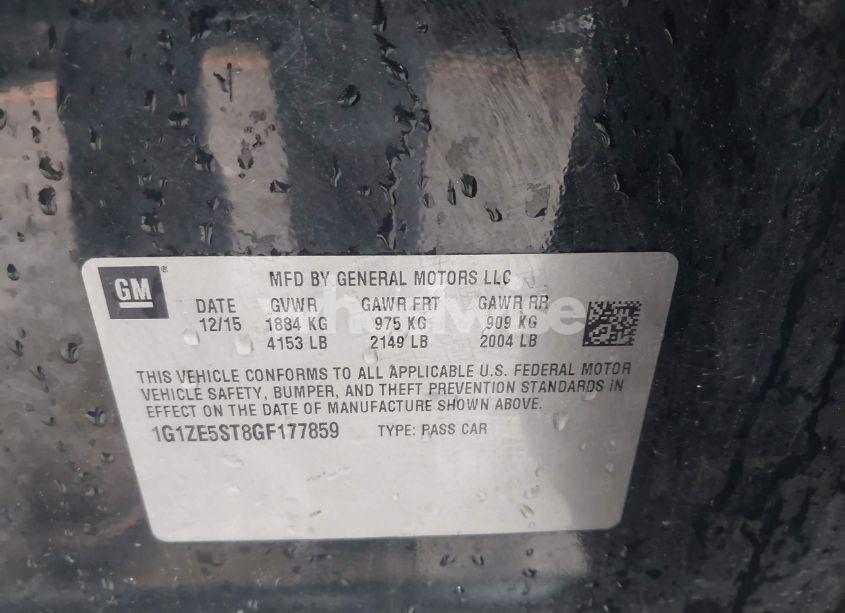 GM ®
MFD BY GENERAL MOTORS LLC
DATE GVWR GAWR FRT GAWR RR
12/15 1884 KG 975 KG 909 KG
4153 LB 2149 LB 2004 LB
THIS VEHICLE CONFORMS TO ALL APPLICABLE U.S. FEDERAL MOTOR
VEHICLE SAFETY, BUMPER, AND THEFT PREVENTION STANDARDS IN
EFFECT ON THE DATE OF MANUFACTURE SHOWN ABOVE.
1G1ZE5ST8GF177859 TYPE: PASS CAR